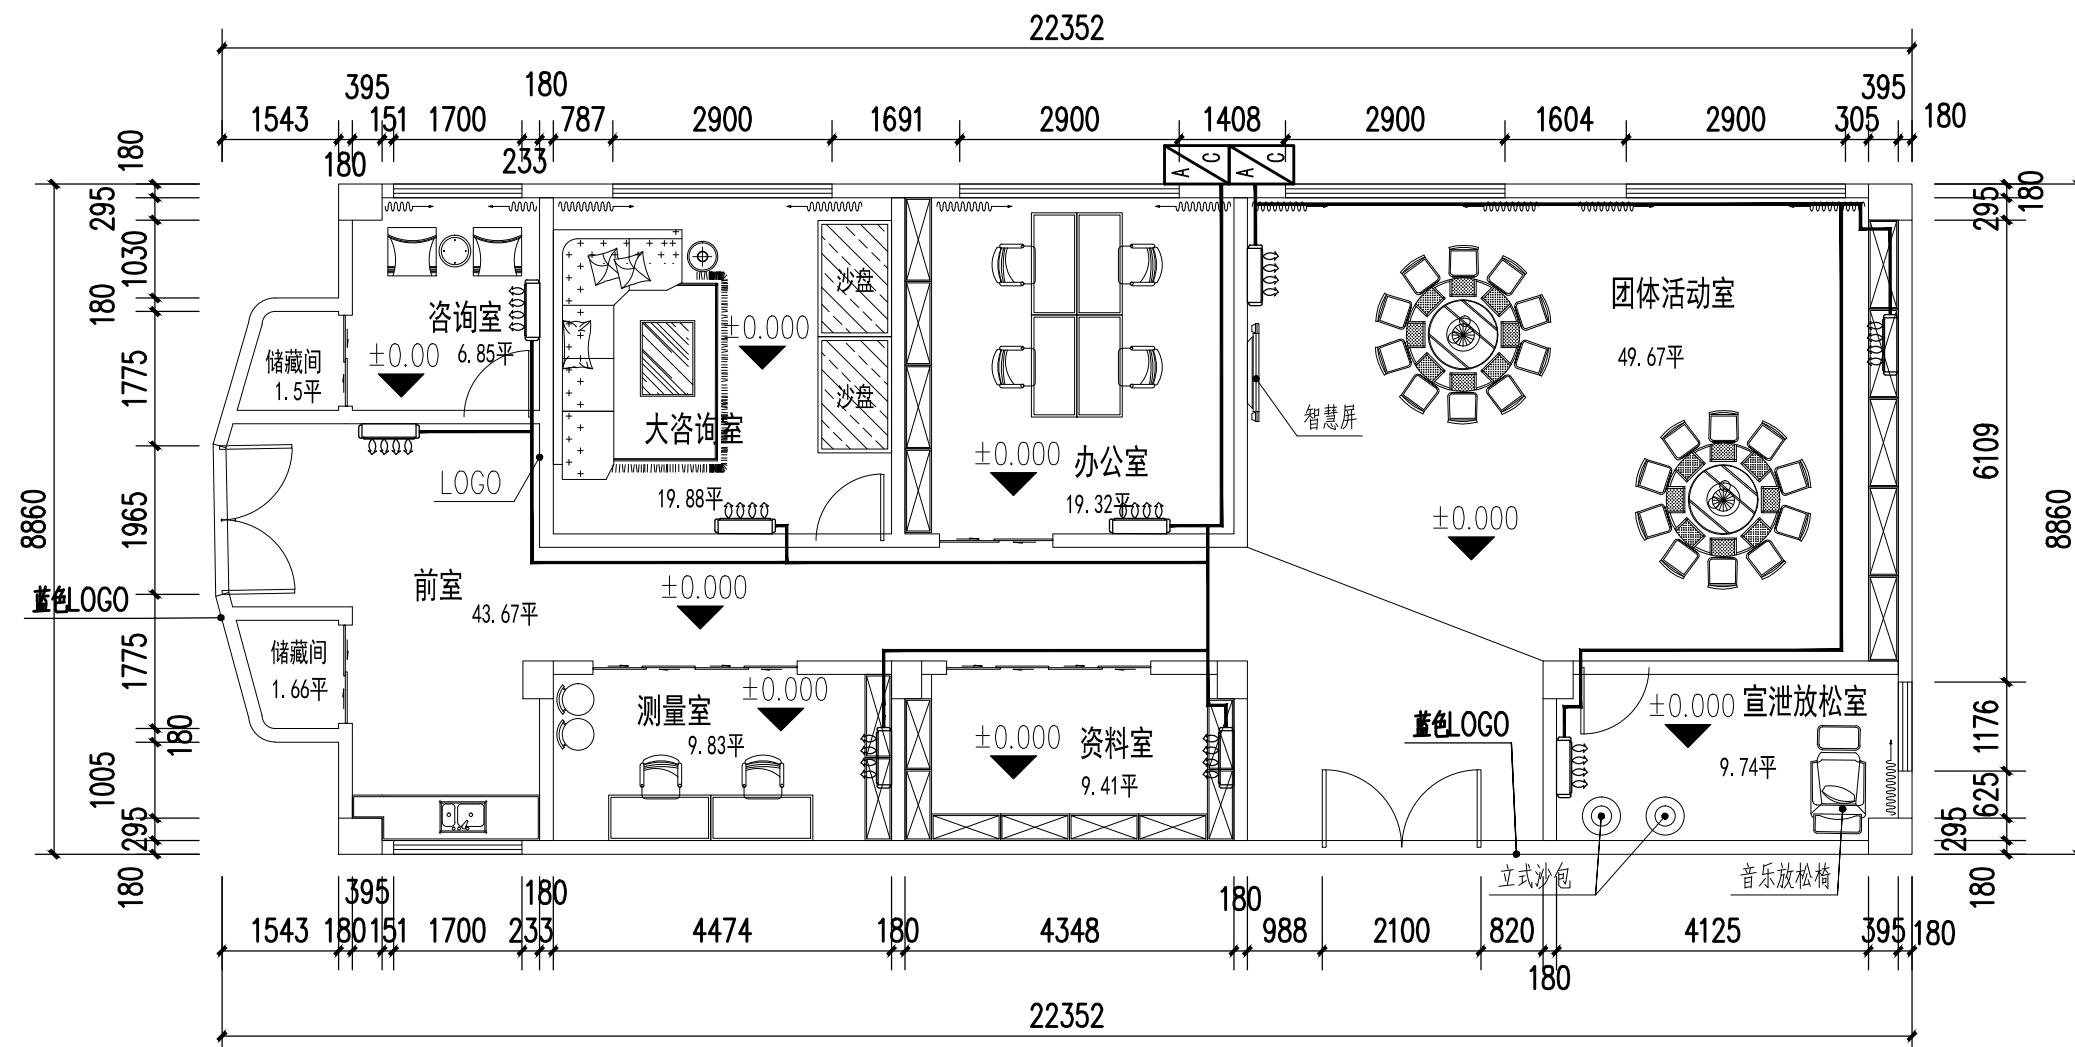 22352
395
180
395
1543
151
1700
787
2900
1691
2900
1408
2900
1604
2900
305
180
180
233
180
295
1030
180
1775
1965
1775
180
1005
295
180
8860
A C
A C
180
295
6109
1176
625
295
180
8860
咨询室
±0.00
6.85平
储藏间
1.5平
沙盘
沙盘
±0.000
大咨询室
19.88平
LOGO
±0.000
办公室
19.32平
团体活动室
49.67平
智慧屏
±0.000
前室
43.67平
±0.000
蓝色LOGO
储藏间
1.66平
测量室
±0.000
9.83平
±0.000
资料室
9.41平
蓝色LOGO
±0.000
宣泄放松室
9.74平
立式沙包
音乐放松椅
395
180
180
1543
180
151
1700
233
4474
180
4348
988
2100
820
4125
395
180
180
22352